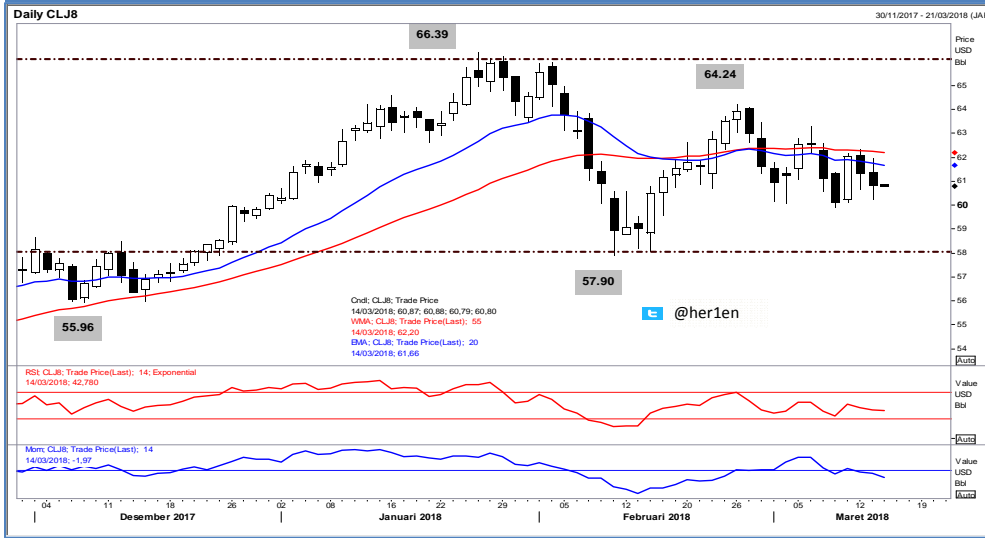 Daily CLJ8
30/11/2017 - 21/03/2018 (JA
Price
USD
Bbl
66.39
64.24
65
64
63
62
61
60
59
58
57
56
55
54
Auto
57.90
55.96
@her1en
Cndl; CLJ8; Trade Price
14/03/2018; 60,87; 60,88; 60,79; 60,80
WMA; CLJ8; Trade Price(Last); 55
14/03/2018; 62,20
EMA; CLJ8; Trade Price(Last); 20
14/03/2018; 61,66
RSI; CLJ8; Trade Price(Last); 14; Exponential
14/03/2018; 42,780
Value
USD
Bbl
Auto
Mom; CLJ8; Trade Price(Last); 14
14/03/2018; -1,97
Value
USD
Bbl
Auto
04 11 18 26 02 08 16 22 29 05 12 20 26 05 12 19
Desember 2017 Januari 2018 Februari 2018 Maret 2018